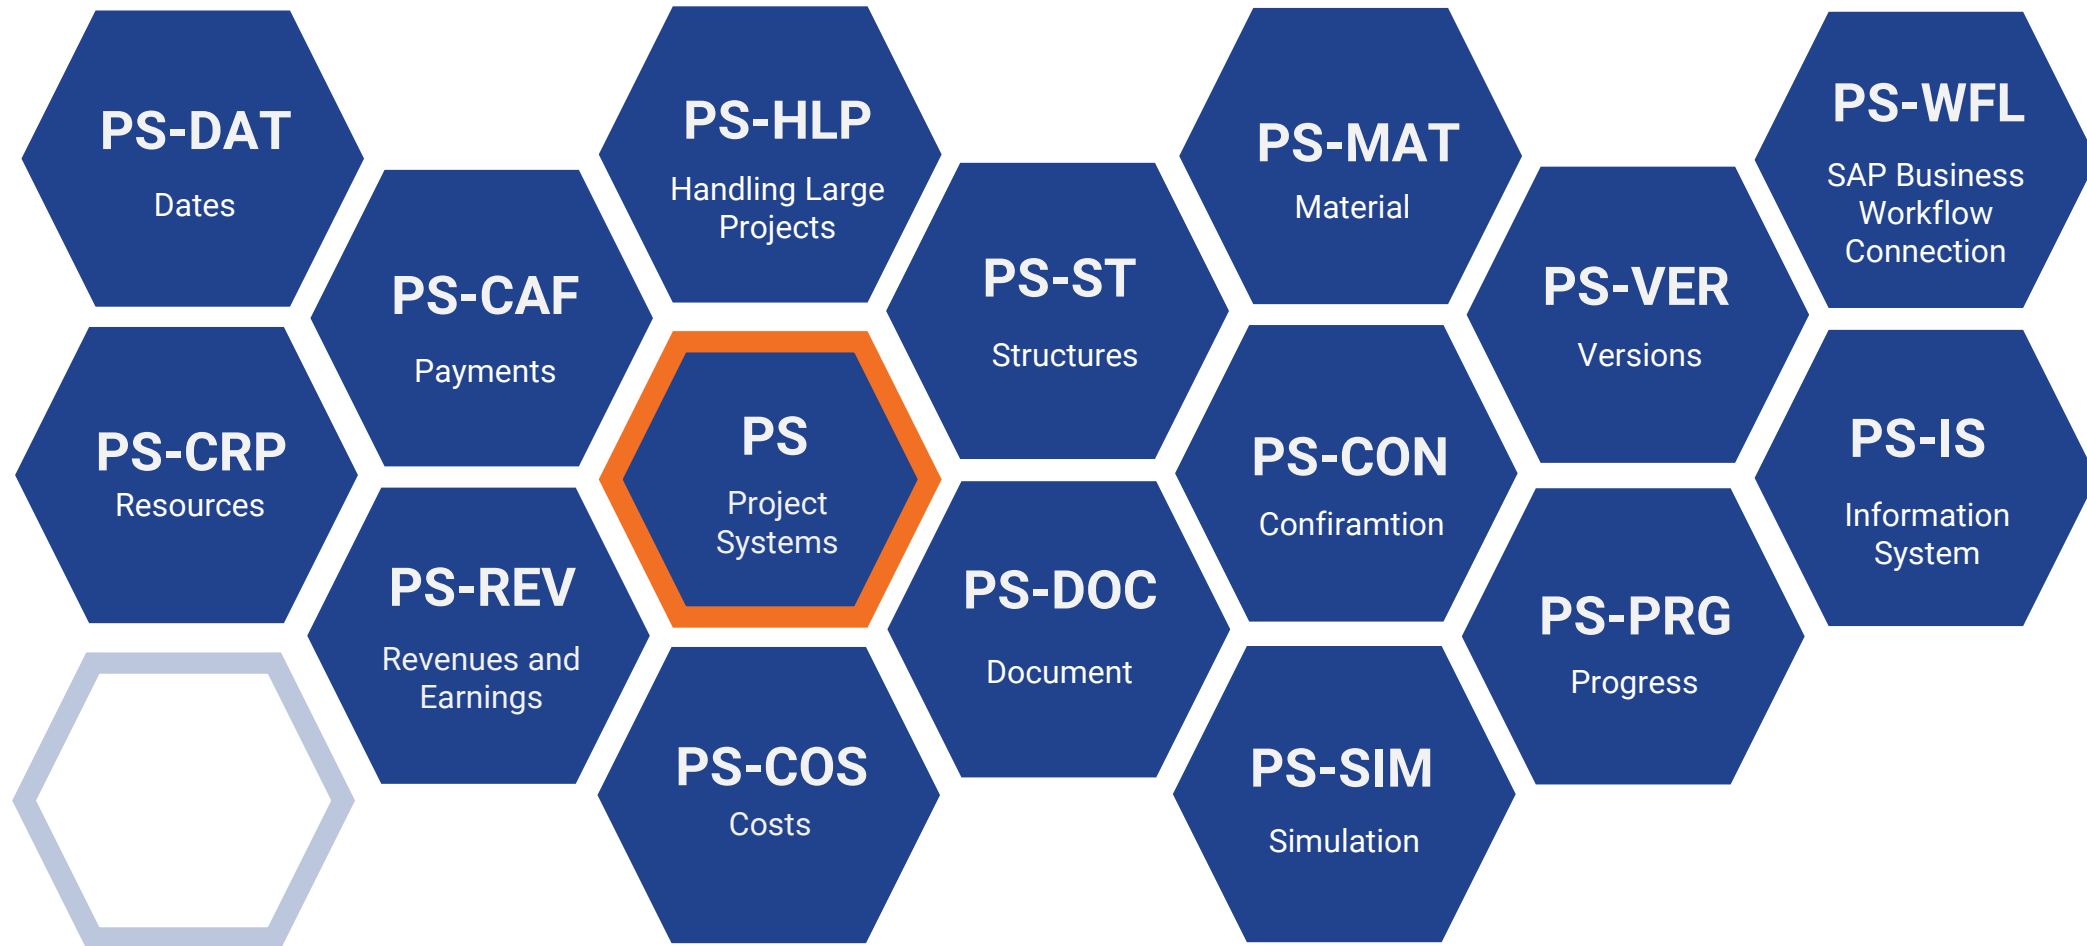 PS-DAT
Dates
PS-CRP
Resources
PS-CAF
Payments
PS-REV
Revenues and
Earnings
PS-HLP
Handling Large
Projects
PS
Project
Systems
PS-COS
Costs
PS-ST
Structures
PS-DOC
Document
PS-MAT
Material
PS-CON
Confiramtion
PS-SIM
Simulation
PS-VER
Versions
PS-PRG
Progress
PS-WFL
SAP Business
Workflow
Connection
PS-IS
Information
System